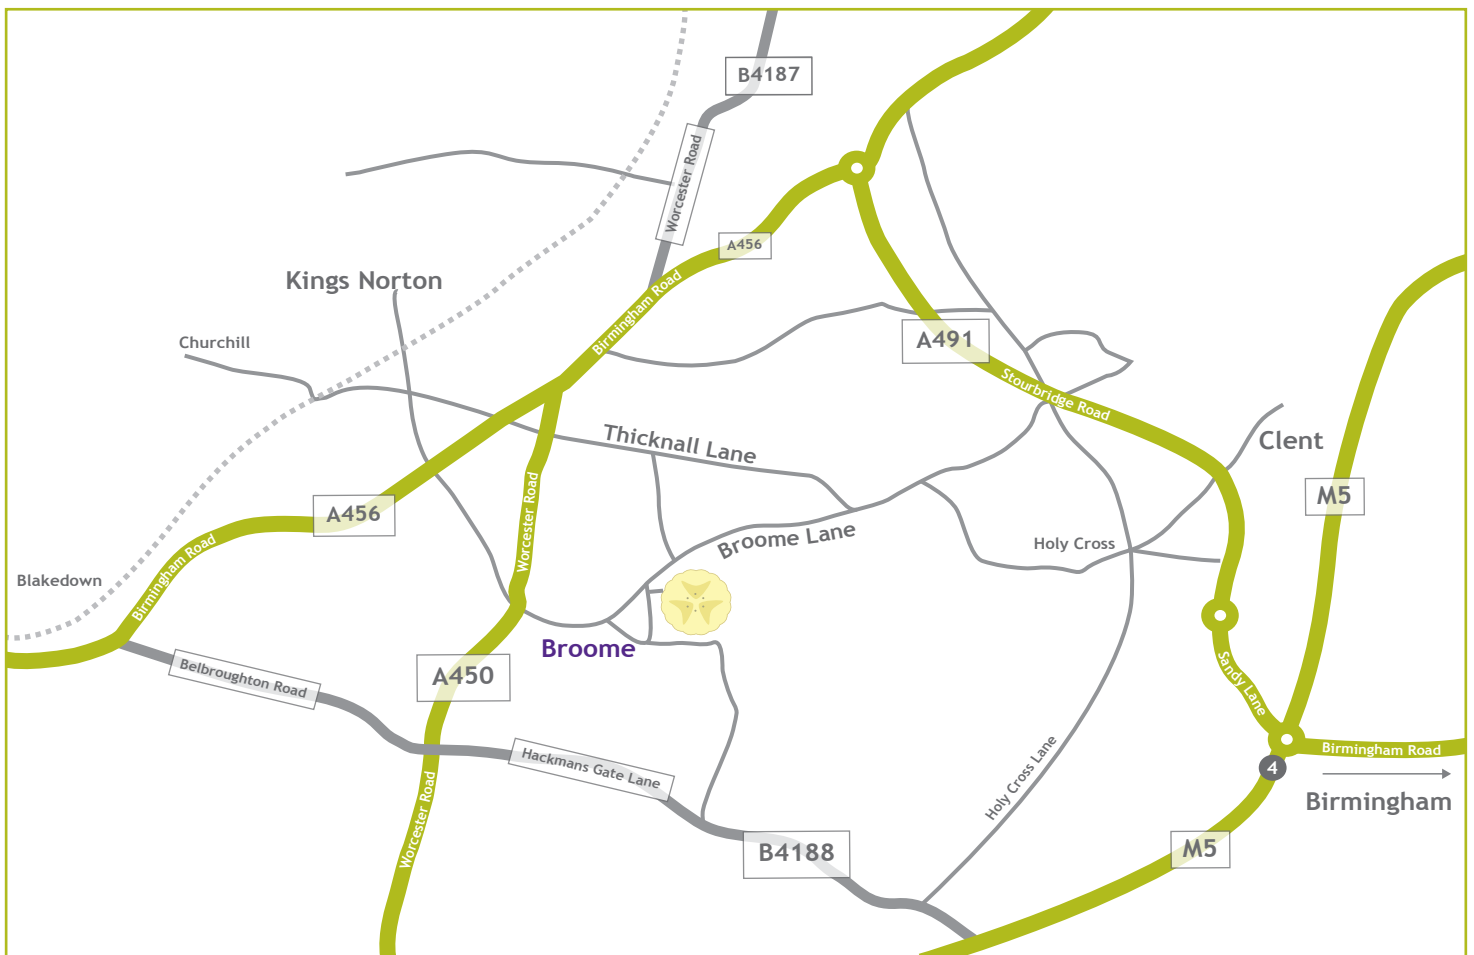 B4187
Worcester Road
A456
Kings Norton
Birmingham Road
Churchill
A491
Stourbridge Road
Thicknall Lane
Clent
Worcester Road
M5
A456
Broome Lane
Holy Cross
Birmingham Road
Blakedown
Broome
Belbroughton Road
A450
Sandy Lane
Birmingham Road
Hackmans Gate Lane
4
Holy Cross Lane
Birmingham
Worcester Road
B4188
M5